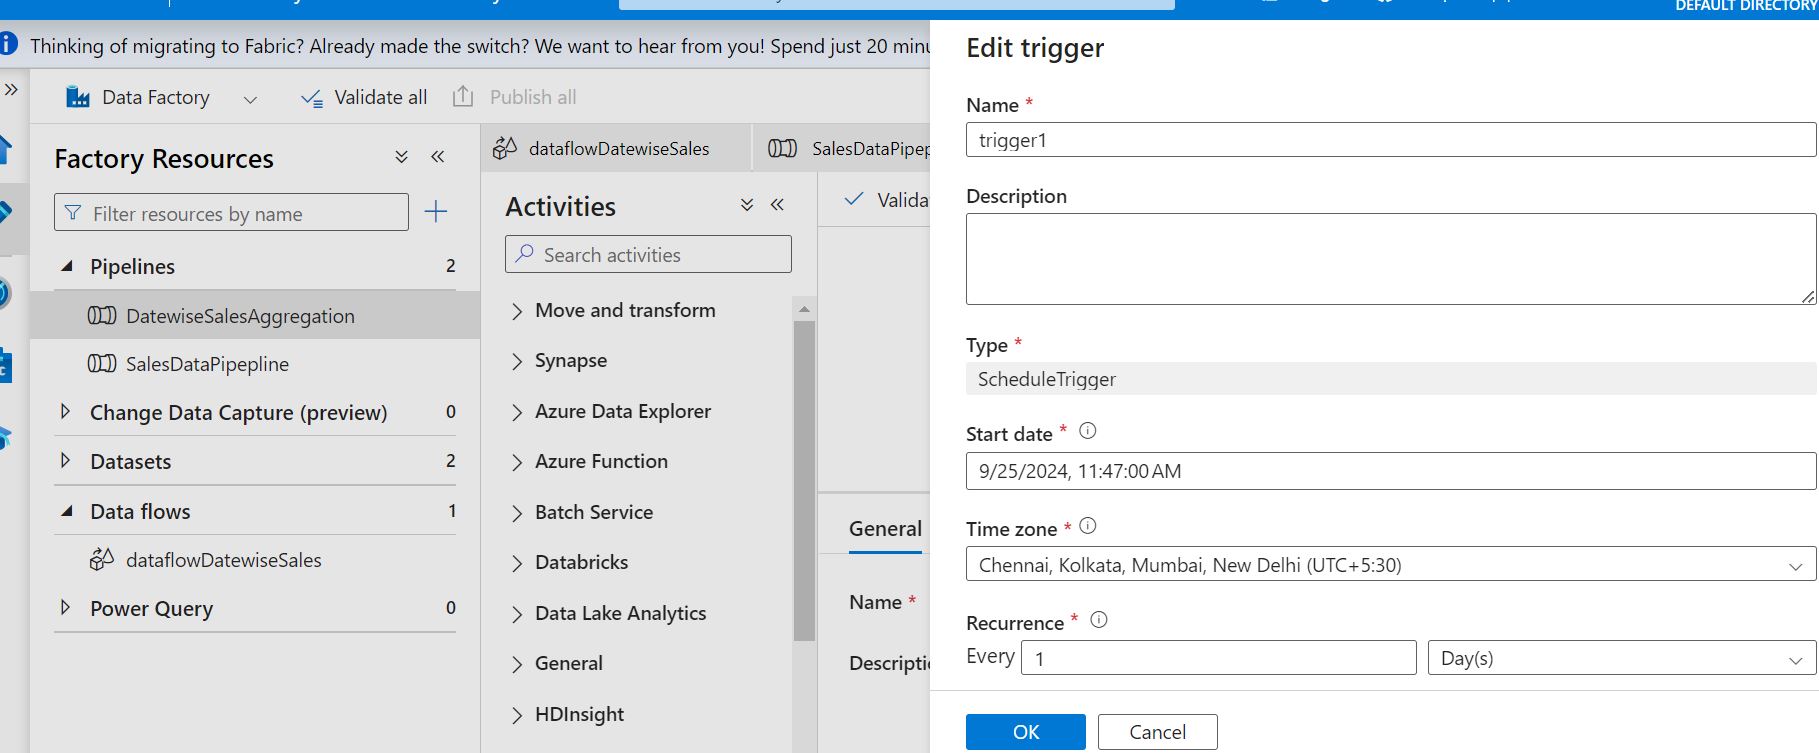 DEFAULT DIRECTORY
Thinking of migrating to Fabric? Already made the switch? We want to hear from you! Spend just 20
Data Factory
Validate all
Publish all
Factory Resources
Filter resources by name
Pipelines 2
DatewiseSalesAggregation
SalesDataPipepline
Change Data Capture (preview) 0
Datasets 2
Data flows 1
dataflowDatewiseSales
Power Query 0
dataflowDatewiseSales
SalesDataPipep
Activities
Search activities
Move and transform
Synapse
Azure Data Explorer
Azure Function
Batch Service
Databricks
Data Lake Analytics
General
HDInsight
Valida
General
Name *
Descripti
Edit trigger
Name *
trigger1
Description
Type *
ScheduleTrigger
Start date *
9/25/2024, 11:47:00 AM
Time zone *
Chennai, Kolkata, Mumbai, New Delhi (UTC+5:30)
Recurrence *
Every 1 Day(s)
OK Cancel